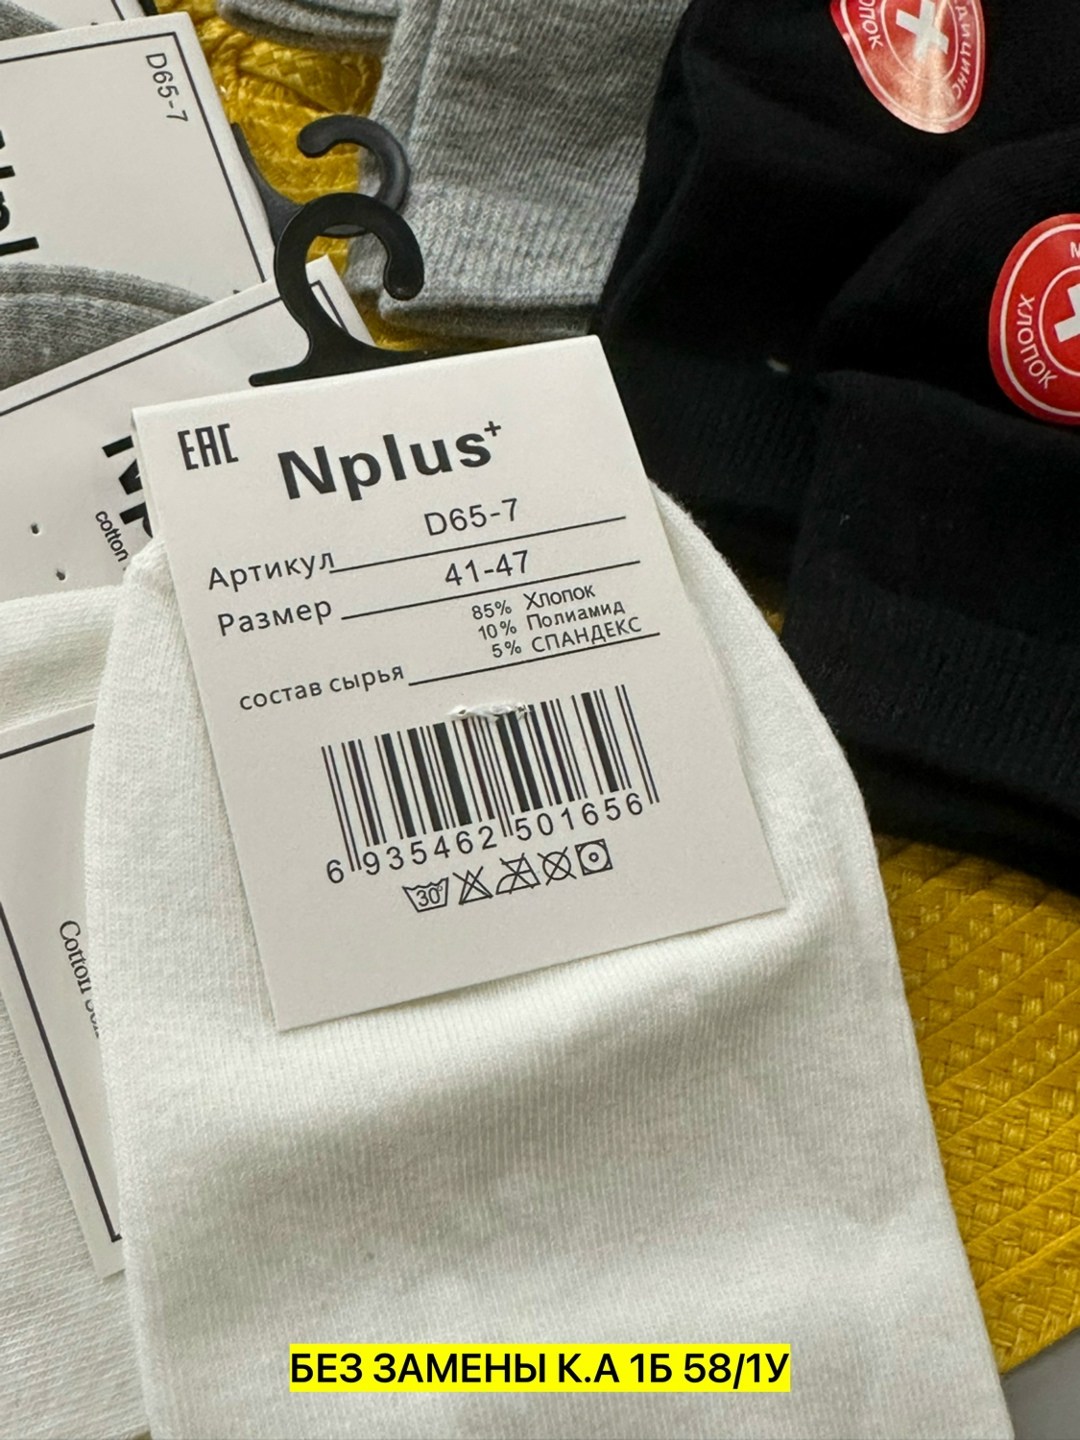 D65-7
EAC
Nplus+
Артикул D65-7
Размер 41-47
85% Хлопок
10% Полиамид
5% СПАНДЕКС
состав сырья
6 935462 501656
30°
cotton
Cotton
ХЛОПОК
БЕЗ ЗАМЕНЫ К.А 1Б 58/1У